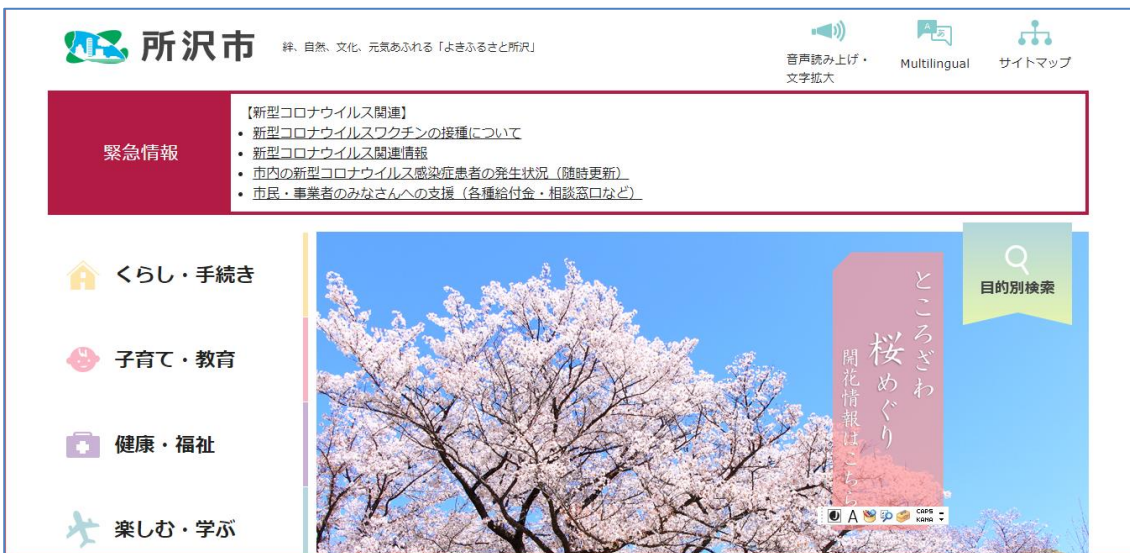 所沢市
絆、自然、文化、元気あふれる「よきふるさと所沢」
音声読み上げ・
文字拡大
Multilingual
サイトマップ
緊急情報
【新型コロナウイルス関連】
• 新型コロナウイルスワクチンの接種について
• 新型コロナウイルス関連情報
• 市内の新型コロナウイルス感染症患者の発生状況（随時更新）
• 市民・事業者のみなさんへの支援（各種給付金・相談窓口など）
くらし・手続き
子育て・教育
健康・福祉
楽しむ・学ぶ
目的別検索
ところざわ
桜めぐり
開花情報はこちら
A あ
A CAPS
KANA